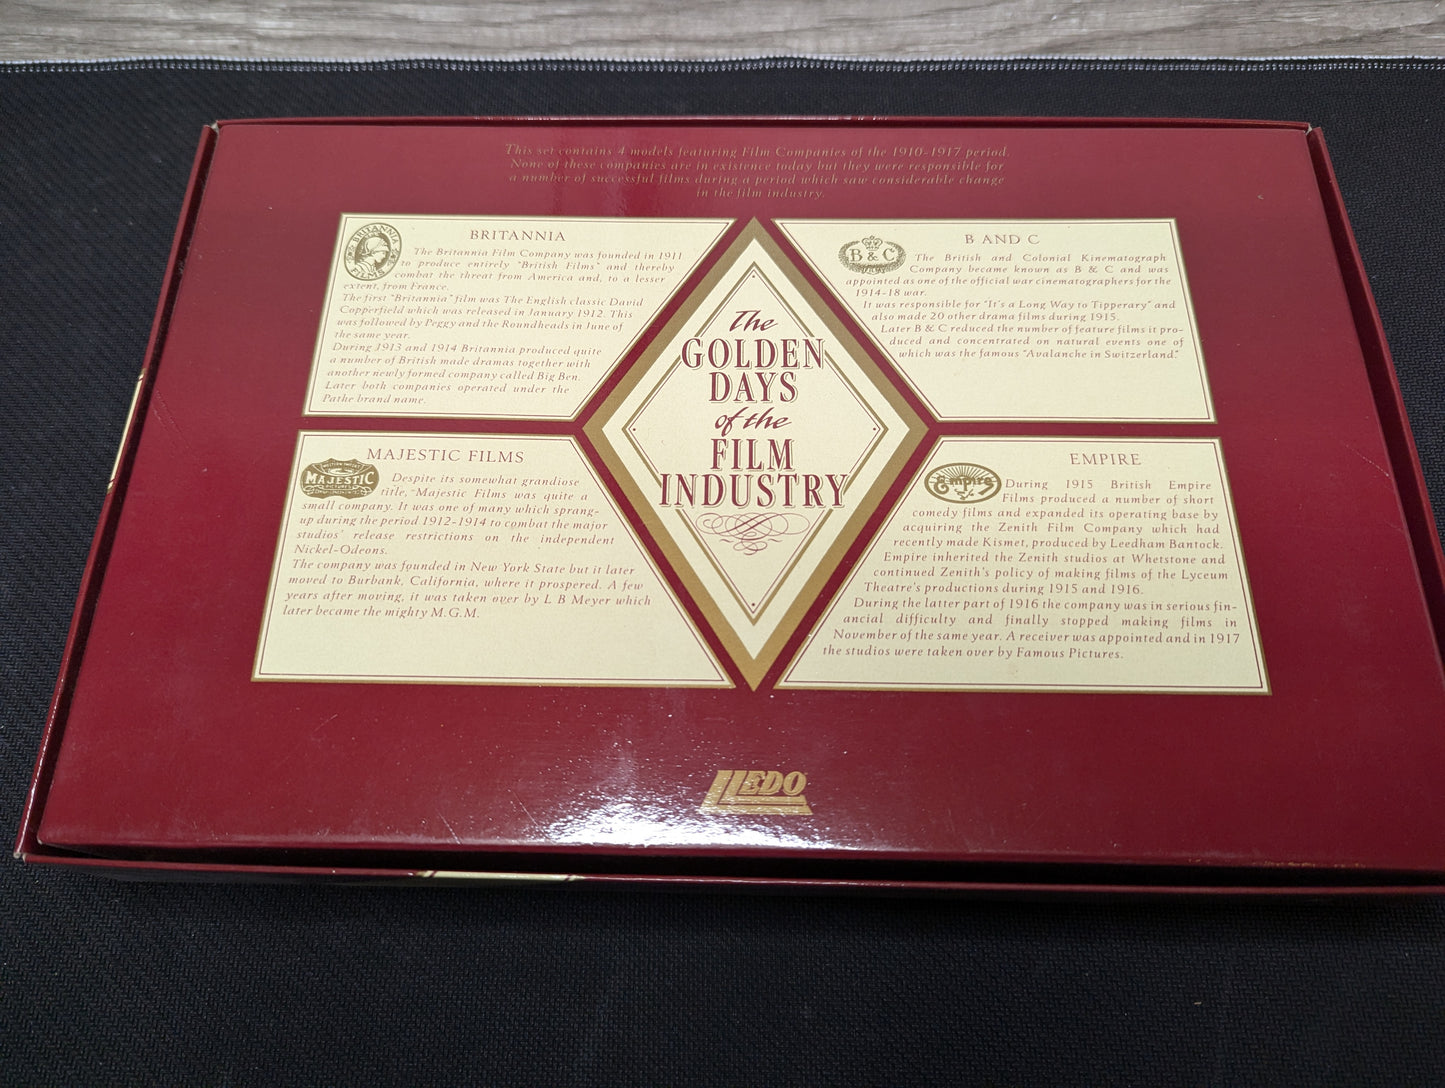 This set contains 4 models featuring Film Companies of the 1910-1917 period.
None of these companies are in existence today but they were responsible for
a number of successful films during a period which saw considerable change
in the film industry.
BRITANNIA
BRITANNIA
FILMS
The Britannia Film Company was founded in 1911
to produce entirely "British Films" and thereby
combat the threat from America and, to a lesser
extent, from France.
The first "Britannia" film was The English classic David
Copperfield which was released in January 1912. This
was followed by Peggy and the Roundheads in June of
the same year.
During 1913 and 1914 Britannia produced quite
a number of British made dramas together with
another newly formed company called Big Ben.
Later both companies operated under the
Pathe brand name.
B AND C
B & C
The British and Colonial Kinematograph
Company became known as B & C and was
appointed as one of the official war cinematographers for the
1914-18 war.
It was responsible for "It's a Long Way to Tipperary" and
also made 20 other drama films during 1915.
Later B & C reduced the number of feature films it pro-
duced and concentrated on natural events one of
which was the famous "Avalanche in Switzerland."
The
GOLDEN
DAYS
of the
FILM
INDUSTRY
MAJESTIC FILMS
MAJESTIC
PICTURES
Despite its somewhat grandiose
title, "Majestic Films was quite a
small company. It was one of many which sprang-
up during the period 1912-1914 to combat the major
studios' release restrictions on the independent
Nickel-Odeons.
The company was founded in New York State but it later
moved to Burbank, California, where it prospered. A few
years after moving, it was taken over by L B Meyer which
later became the mighty M.G.M.
EMPIRE
Empire
During 1915 British Empire
Films produced a number of short
comedy films and expanded its operating base by
acquiring the Zenith Film Company which had
recently made Kismet, produced by Leedham Bantock.
Empire inherited the Zenith studios at Whetstone and
continued Zenith's policy of making films of the Lyceum
Theatre's productions during 1915 and 1916.
During the latter part of 1916 the company was in serious fin-
ancial difficulty and finally stopped making films in
November of the same year. A receiver was appointed and in 1917
the studios were taken over by Famous Pictures.
LLEDO